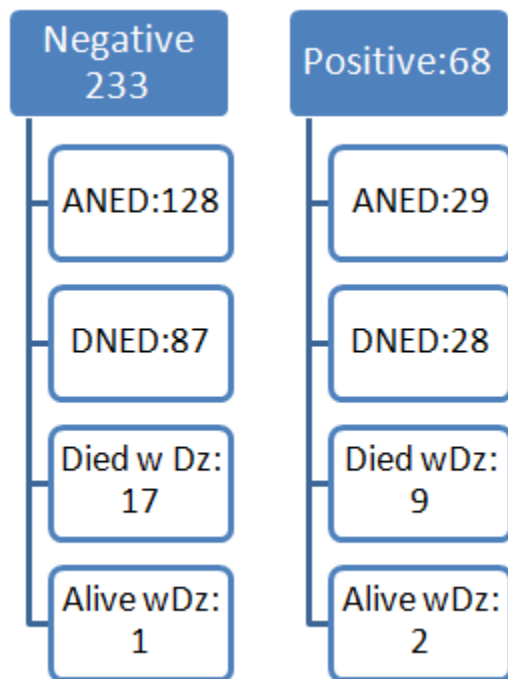 Negative
233
ANED:128
DNED:87
Died w Dz:
17
Alive wDz:
1
Positive:68
ANED:29
DNED:28
Died wDz:
9
Alive wDz:
2